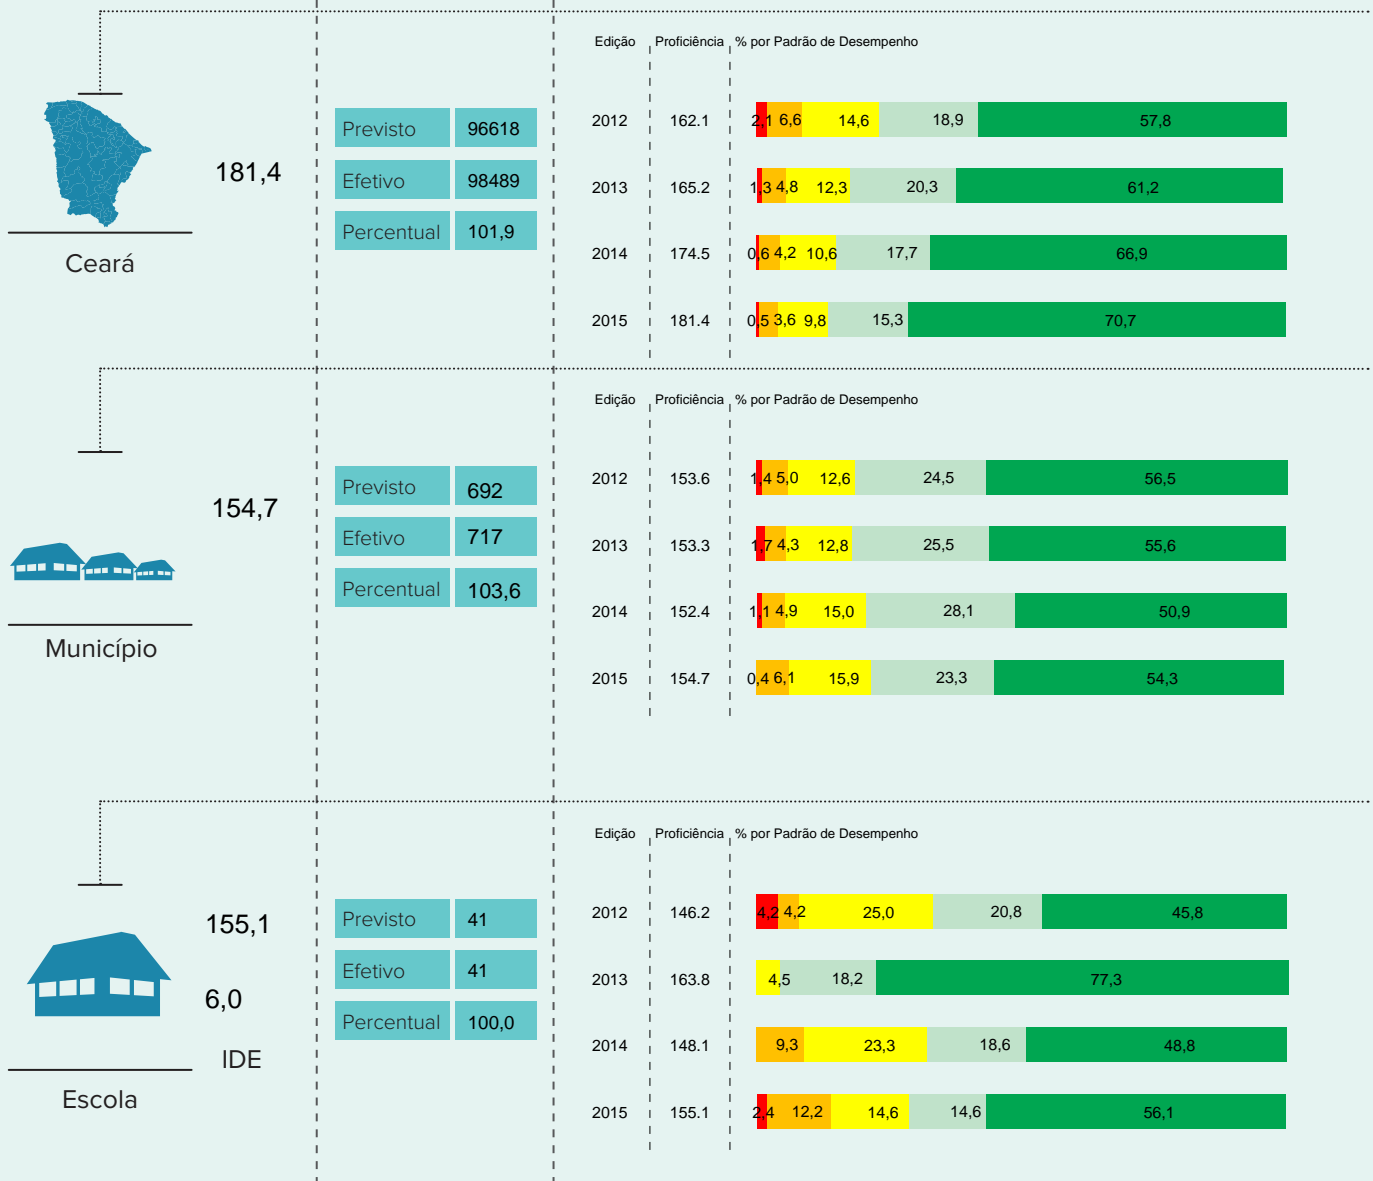 Edição Proficiência % por Padrão de Desempenho
181,4
Ceará
Previsto 96618
Efetivo 98489
Percentual 101,9
2012 162.1 2,1 6,6 14,6 18,9 57,8
2013 165.2 1,3 4,8 12,3 20,3 61,2
2014 174.5 0,6 4,2 10,6 17,7 66,9
2015 181.4 0,5 3,6 9,8 15,3 70,7
Edição Proficiência % por Padrão de Desempenho
154,7
Município
Previsto 692
Efetivo 717
Percentual 103,6
2012 153.6 1,4 5,0 12,6 24,5 56,5
2013 153.3 1,7 4,3 12,8 25,5 55,6
2014 152.4 1,1 4,9 15,0 28,1 50,9
2015 154.7 0,4 6,1 15,9 23,3 54,3
Edição Proficiência % por Padrão de Desempenho
155,1
6,0
IDE
Escola
Previsto 41
Efetivo 41
Percentual 100,0
2012 146.2 4,2 4,2 25,0 20,8 45,8
2013 163.8 4,5 18,2 77,3
2014 148.1 9,3 23,3 18,6 48,8
2015 155.1 2,4 12,2 14,6 14,6 56,1